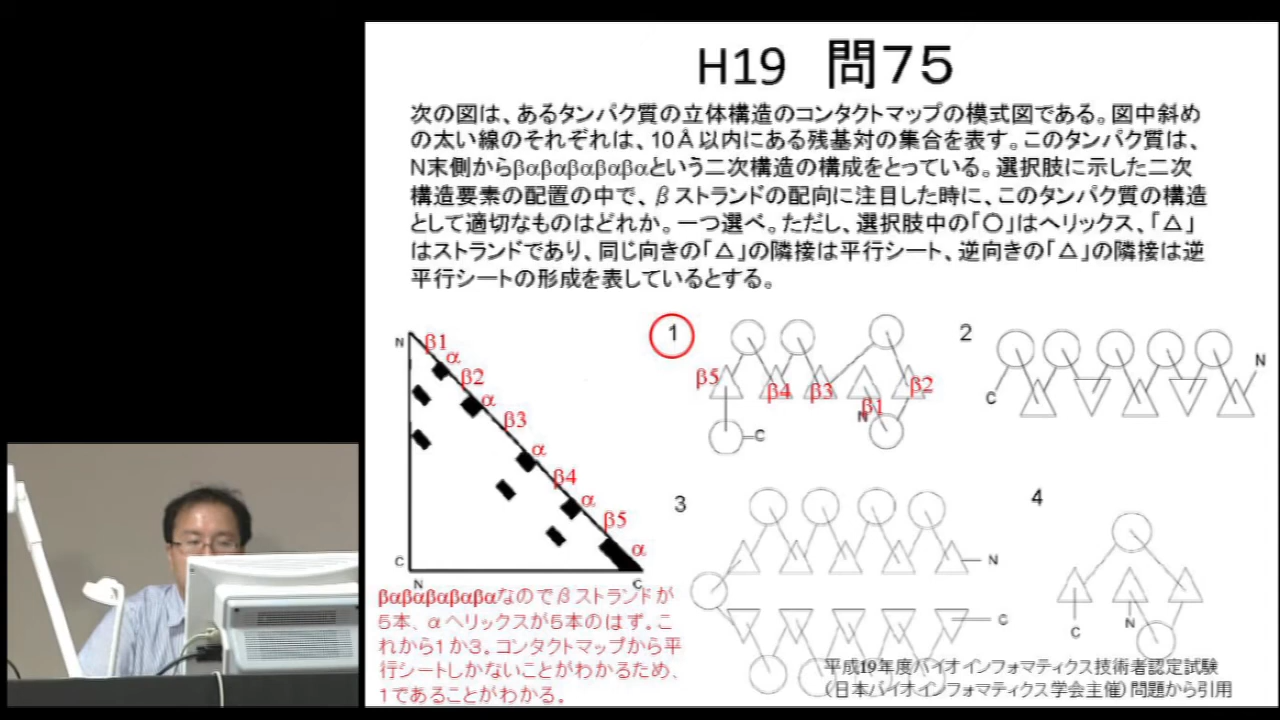 H19 問75
次の図は、あるタンパク質の立体構造のコンタクトマップの模式図である。図中斜め
の太い線のそれぞれは、10Å以内にある残基対の集合を表す。このタンパク質は、
N末側からβαβαβαβαβαという二次構造の構成をとっている。選択肢に示した二次
構造要素の配置の中で、βストランドの配向に注目した時に、このタンパク質の構造
として適切なものはどれか。一つ選べ。ただし、選択肢中の「〇」はヘリックス、「△」
はストランドであり、同じ向きの「△」の隣接は平行シート、逆向きの「△」の隣接は逆
平行シートの形成を表しているとする。
N
β1
α
β2
α
β3
α
β4
α
β5
α
C
N
C
1
β5
β4
β3
β1
β2
N
C
2
C
N
3
N
C
4
C
N
βαβαβαβαβαなのでβストランドが
5本、αヘリックスが5本のはず。こ
れから1か3。コンタクトマップから平
行シートしかないことがわかるため、
1であることがわかる。
平成19年度バイオインフォマティクス技術者認定試験
(日本バイオインフォマティクス学会主催)問題から引用